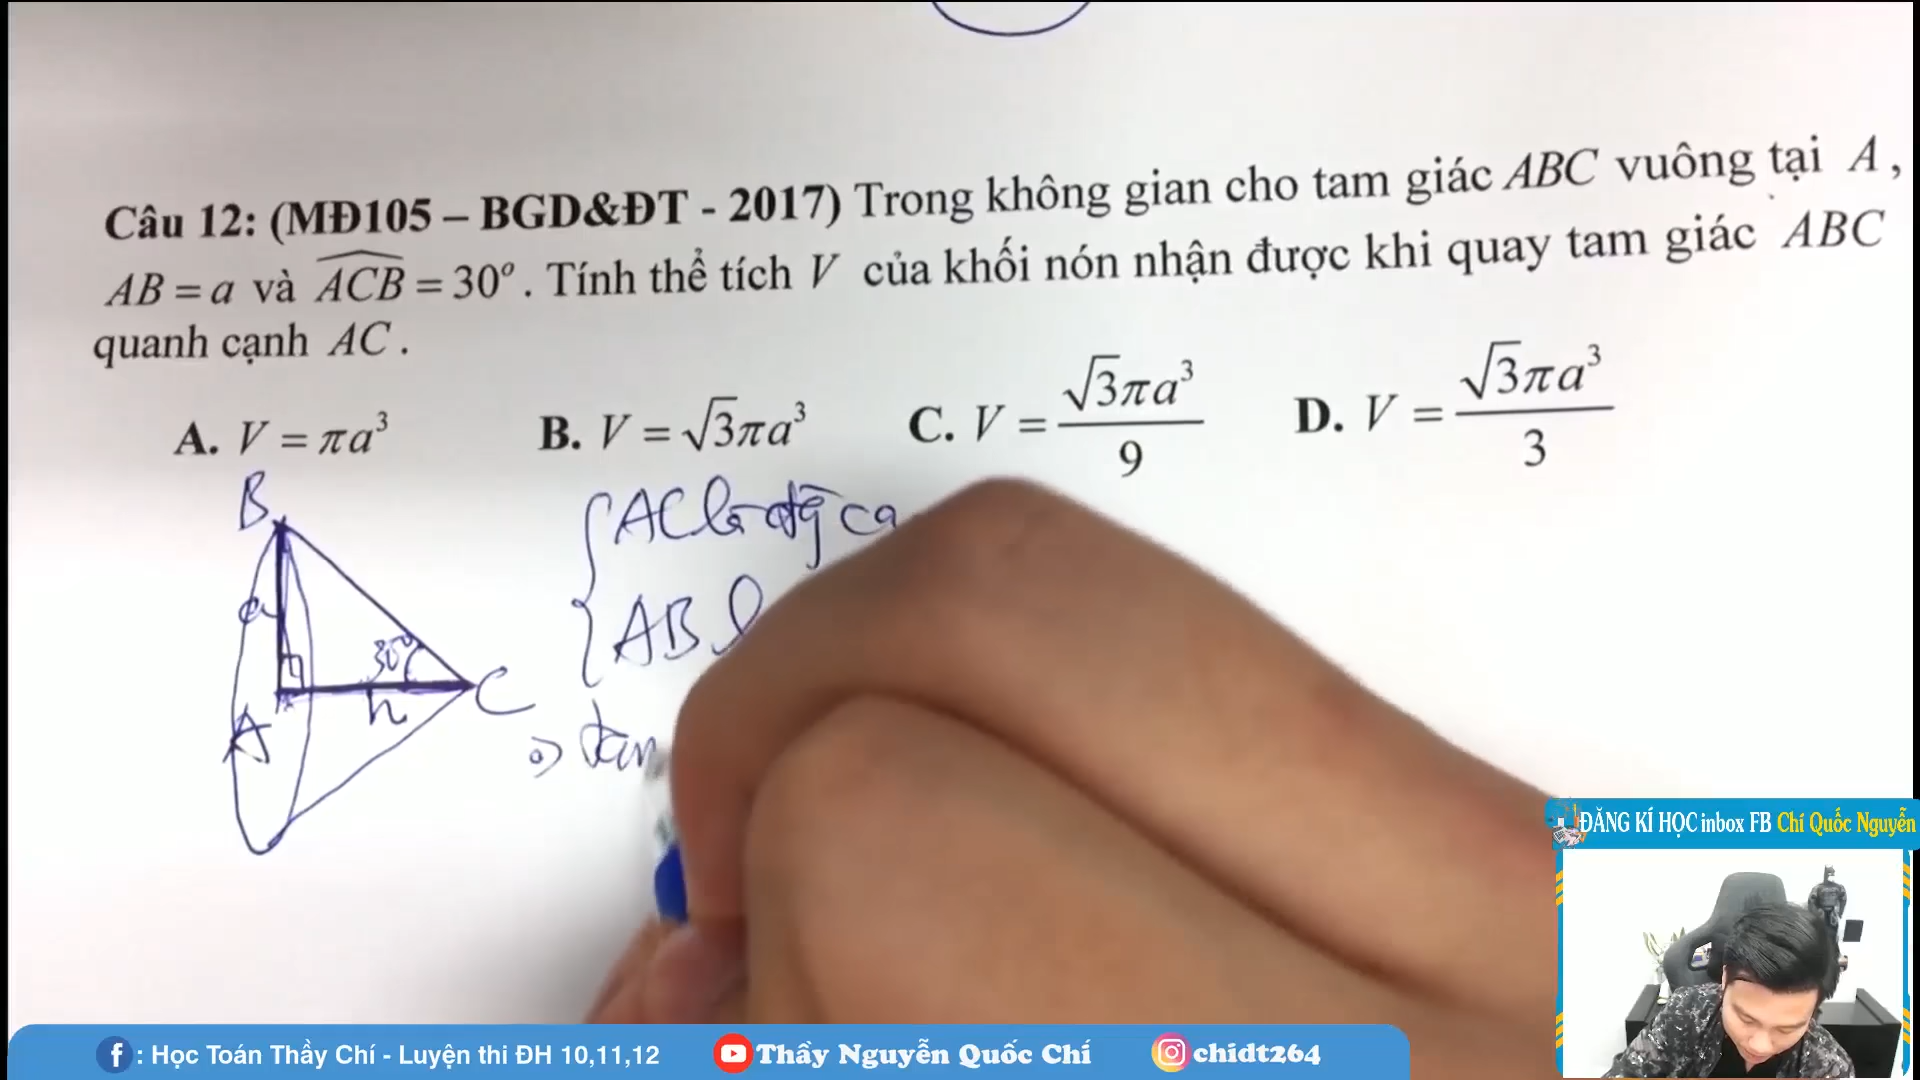 Câu 12: (MĐ105 – BGD&ĐT - 2017) Trong không gian cho tam giác ABC vuông tại A,
AB = a và \widehat{ACB} = 30°. Tính thể tích V của khối nón nhận được khi quay tam giác ABC
quanh cạnh AC.
A. V = πa³ B. V = √3πa³ C. V = √3πa³/9 D. V = √3πa³/3
B
a
30°
A
h
C
AC là
AB
tan
ĐĂNG KÍ HỌC inbox FB Chí Quốc Nguyễn
f : Học Toán Thầy Chí - Luyện thi ĐH 10,11,12 Thầy Nguyễn Quốc Chí chidt264